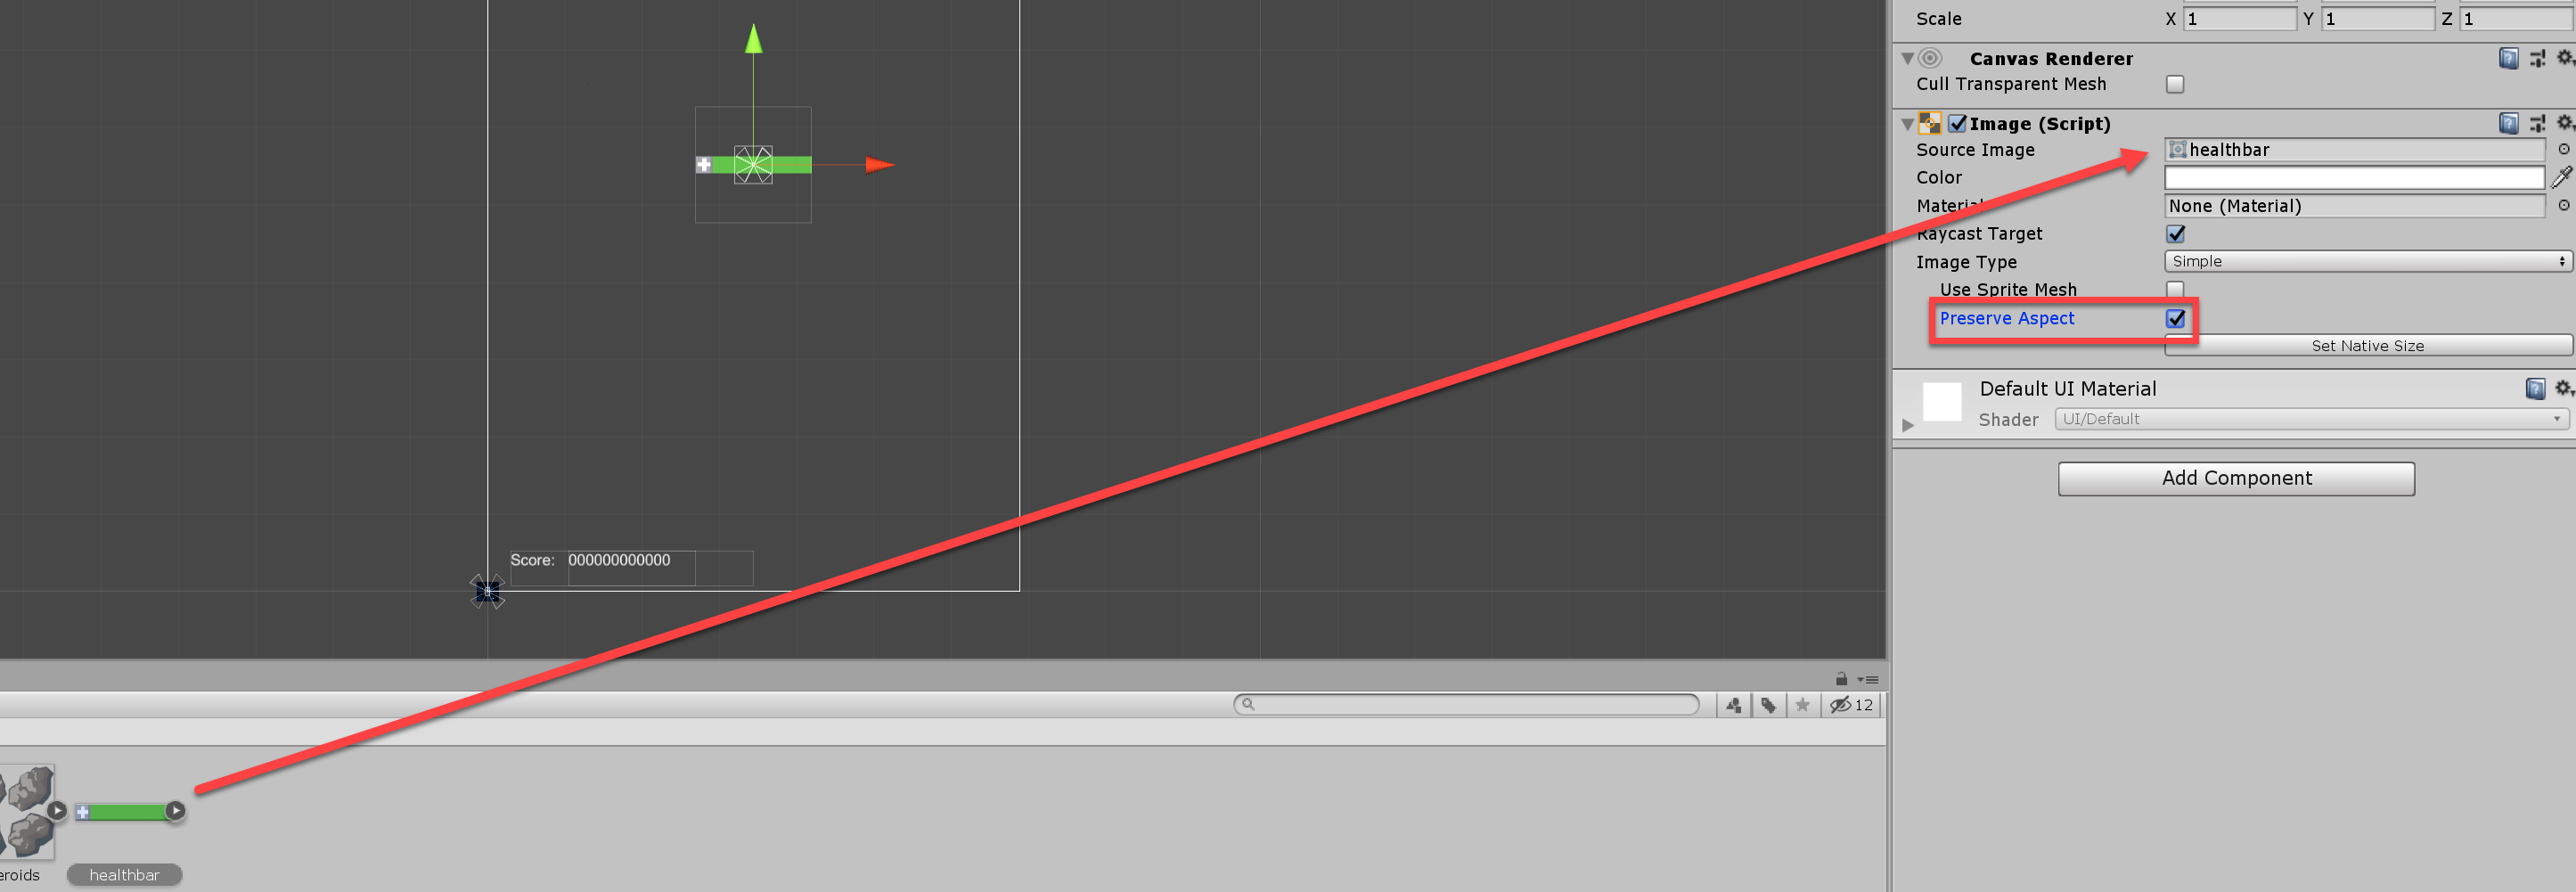 Scale X 1 Y 1 Z 1
Canvas Renderer
Cull Transparent Mesh
Image (Script)
Source Image healthbar
Color
Material None (Material)
Raycast Target
Image Type Simple
Use Sprite Mesh
Preserve Aspect
Set Native Size
Default UI Material
Shader UI/Default
Add Component
Score: 000000000000
12
eroids
healthbar